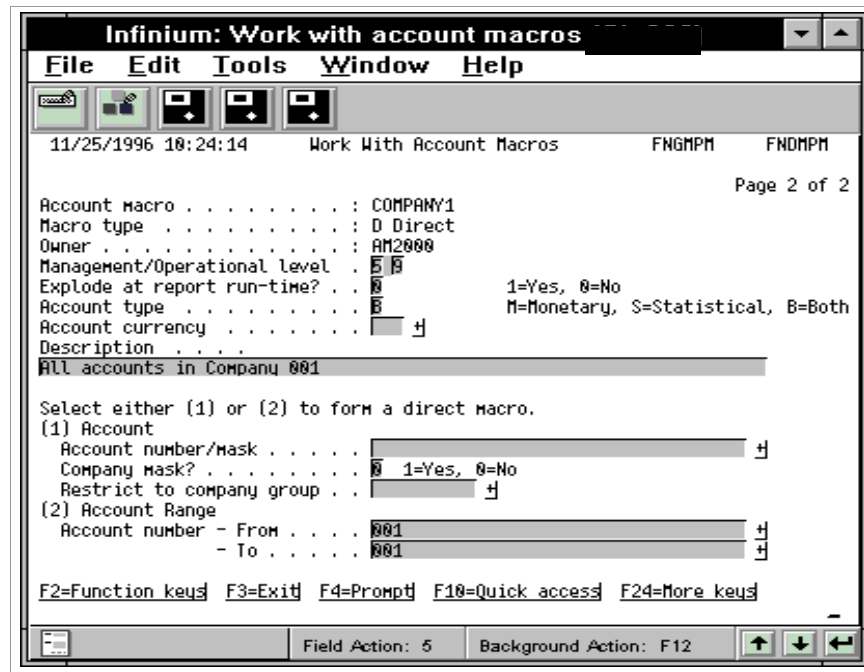 Infinium: Work with account macros
File Edit Tools Window Help
11/25/1996 10:24:14 Work With Account Macros FNGMPM FNDMPM
Page 2 of 2
Account macro . . . . . . . . . : COMPANY1
Macro type . . . . . . . . . . : D Direct
Owner . . . . . . . . . . . . . : AM2000
Management/Operational level . 5 9
Explode at report run-time? . . 0 1=Yes, 0=No
Account type . . . . . . . . . B M=Monetary, S=Statistical, B=Both
Account currency . . . . . . . +
Description . . . .
All accounts in Company 001
Select either (1) or (2) to form a direct macro.
(1) Account
Account number/mask . . . . . +
Company mask? . . . . . . . . 0 1=Yes, 0=No
Restrict to company group . . +
(2) Account Range
Account number - From . . . . 001 +
- To . . . . . 001 +
F2=Function keys F3=Exit F4=Prompt F10=Quick access F24=More keys
Field Action: 5 Background Action: F12